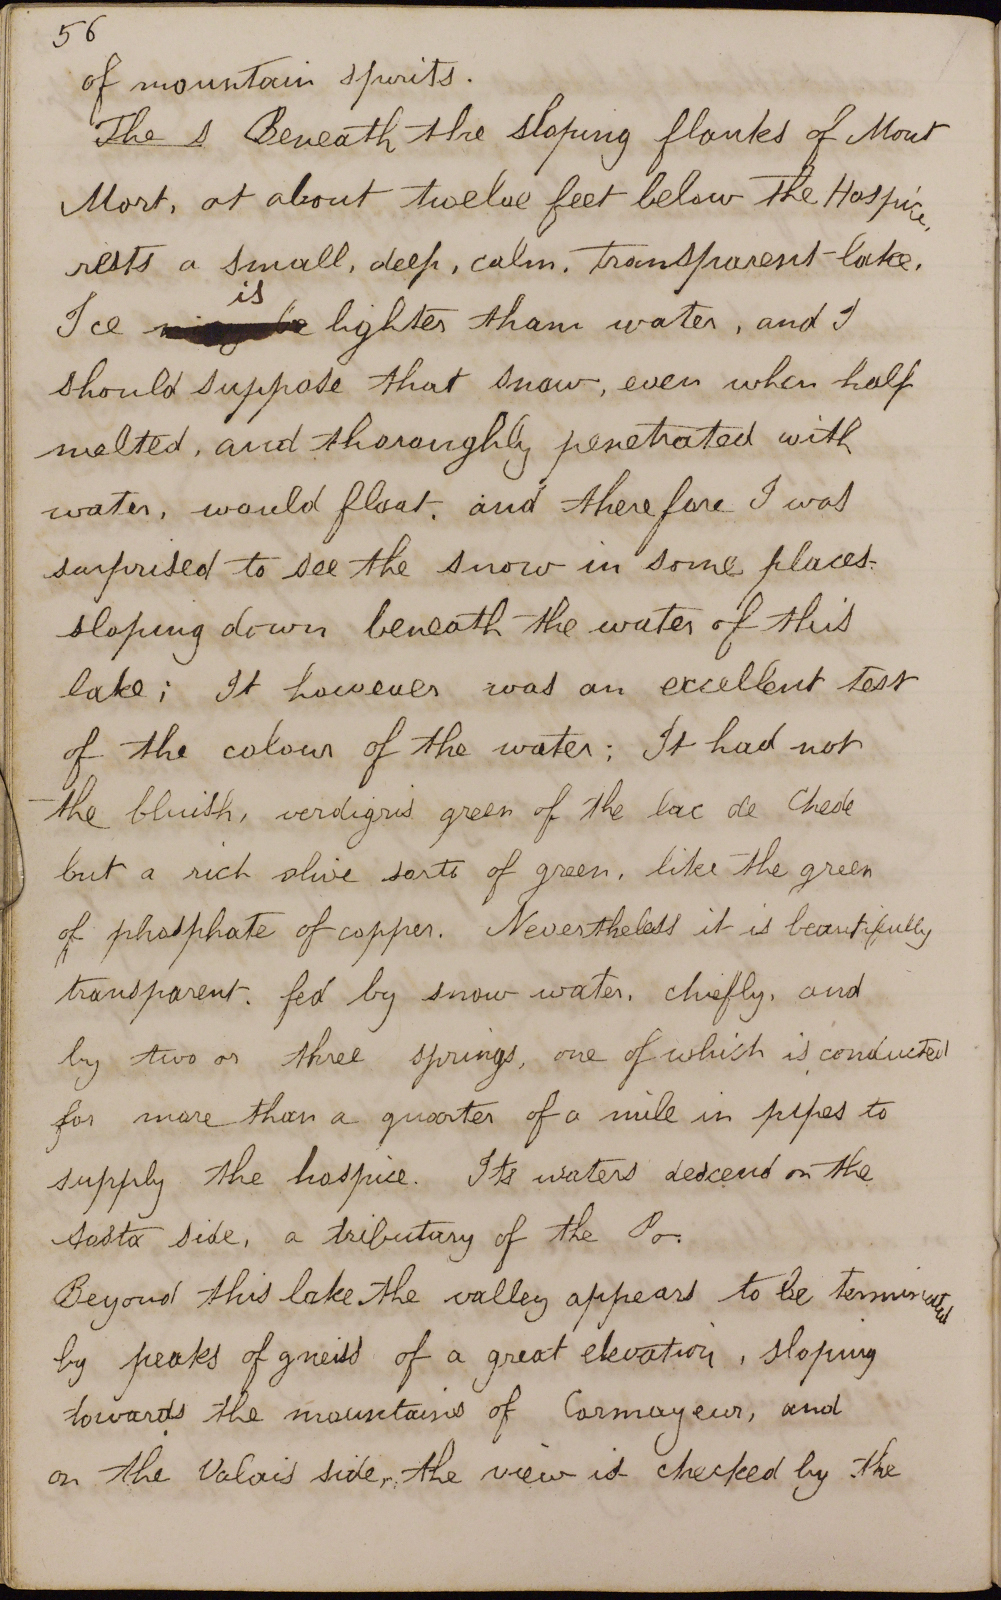 56
of mountain spirits.
The s Beneath the sloping flanks of Mont
Mort, at about twelve feet below the Hospice,
rests a small, deep, calm, transparent lake.
is
Ice may be lighter than water, and I
should suppose that snow, even when half
melted, and thoroughly penetrated with
water, would float, and therefore I was
surprised to see the snow in some places
sloping down beneath the water of this
lake; It however was an excellent test
of the colour of the water; It had not
the bluish, verdigris green of the lac de Chede
but a rich olive sort of green, like the green
of phosphate of copper. Nevertheless it is beautifully
transparent. fed by snow water, chiefly, and
by two or three springs, one of which is conducted
for more than a quarter of a mile in pipes to
supply the hospice. Its waters descend on the
Aosta side, a tributary of the Po.
Beyond this lake the valley appears to be terminated
by peaks of gneiss of a great elevation, sloping
towards the mountains of Cormayeur, and
on the Valais side, the view is checked by the